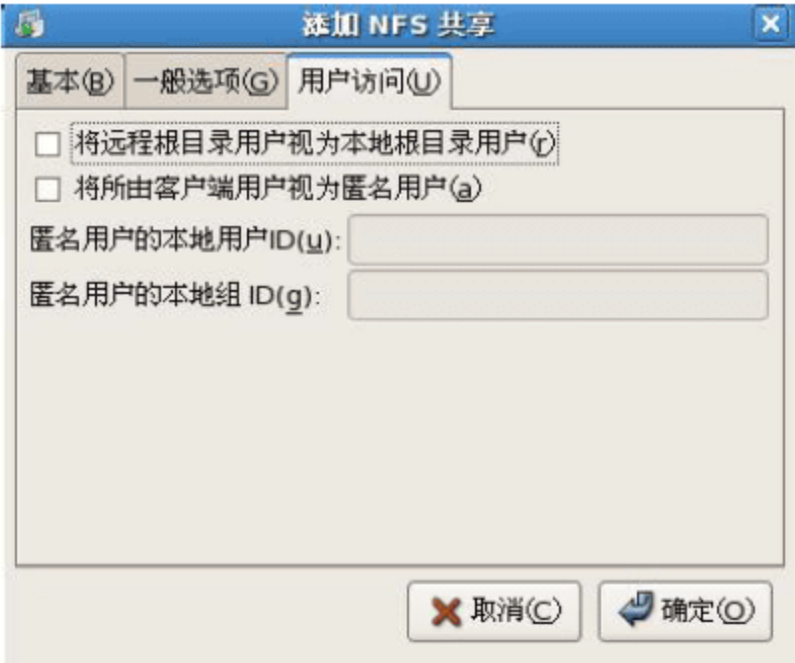 添加 NFS 共享
基本(B) 一般选项(G) 用户访问(U)
将远程根目录用户视为本地根目录用户(r)
将所由客户端用户视为匿名用户(a)
匿名用户的本地用户ID(u):
匿名用户的本地组 ID(g):
取消(C) 确定(O)